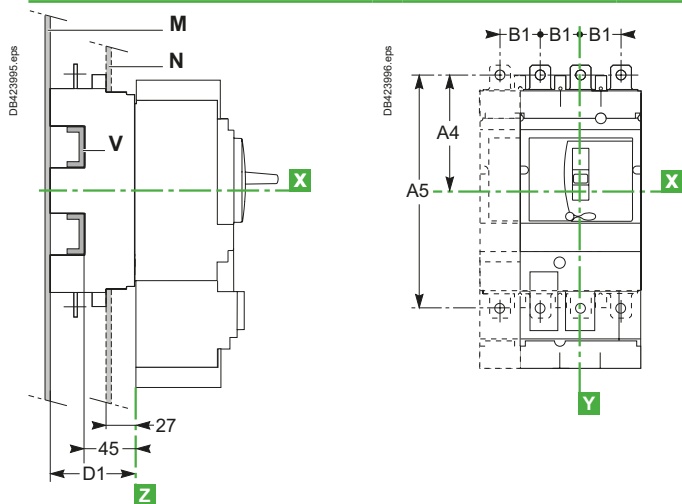 M
N
DB423995.eps
V
X
27
45
D1
Z
B1 B1 B1
DB423996.eps
A4
A5
X
Y